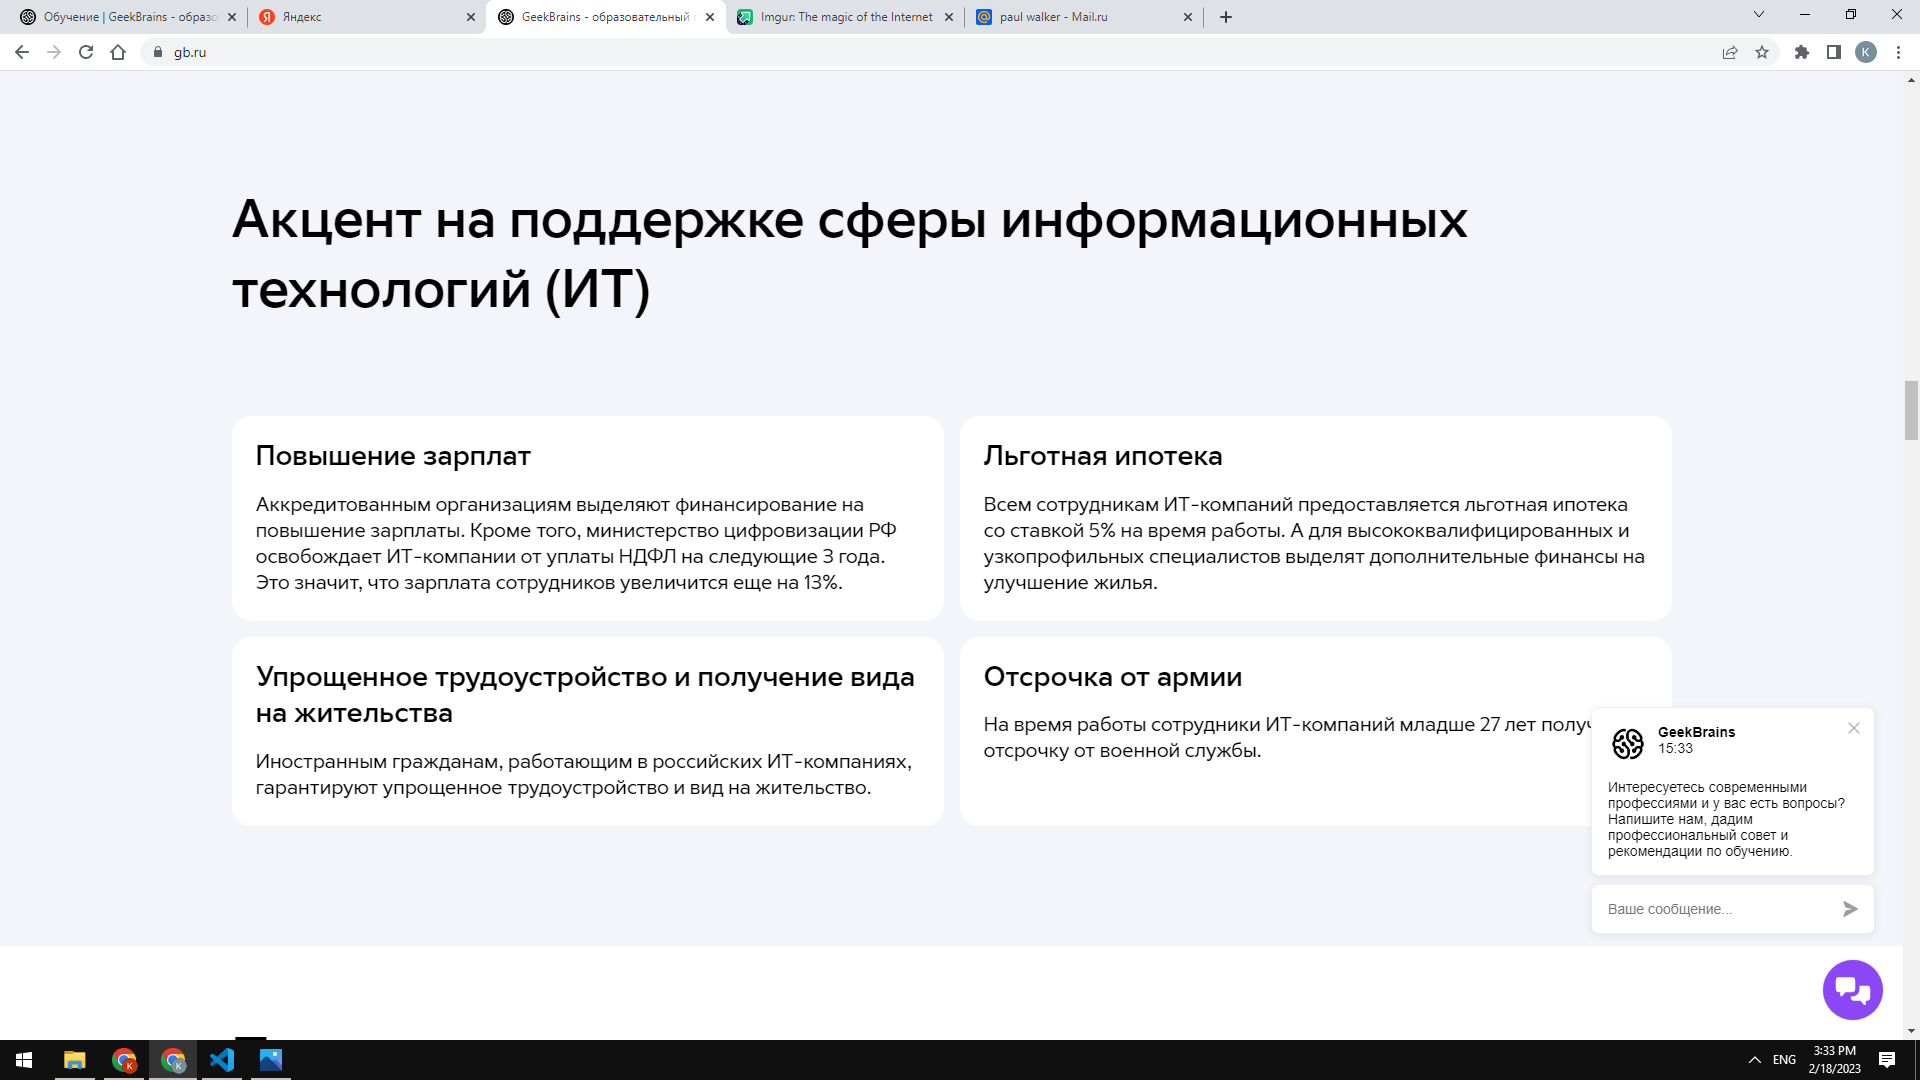 Обучение | GeekBrains - образо
Яндекс
GeekBrains - образовательный
Imgur: The magic of the Internet
paul walker - Mail.ru
gb.ru
K
Акцент на поддержке сферы информационных
технологий (ИТ)
Повышение зарплат
Аккредитованным организациям выделяют финансирование на
повышение зарплаты. Кроме того, министерство цифровизации РФ
освобождает ИТ-компании от уплаты НДФЛ на следующие 3 года.
Это значит, что зарплата сотрудников увеличится еще на 13%.
Льготная ипотека
Всем сотрудникам ИТ-компаний предоставляется льготная ипотека
со ставкой 5% на время работы. А для высококвалифицированных и
узкопрофильных специалистов выделят дополнительные финансы на
улучшение жилья.
Упрощенное трудоустройство и получение вида
на жительства
Иностранным гражданам, работающим в российских ИТ-компаниях,
гарантируют упрощенное трудоустройство и вид на жительство.
Отсрочка от армии
На время работы сотрудники ИТ-компаний младше 27 лет получ
отсрочку от военной службы.
GeekBrains
15:33
Интересуетесь современными
профессиями и у вас есть вопросы?
Напишите нам, дадим
профессиональный совет и
рекомендации по обучению.
Ваше сообщение...
K
K
ENG
3:33 PM
2/18/2023